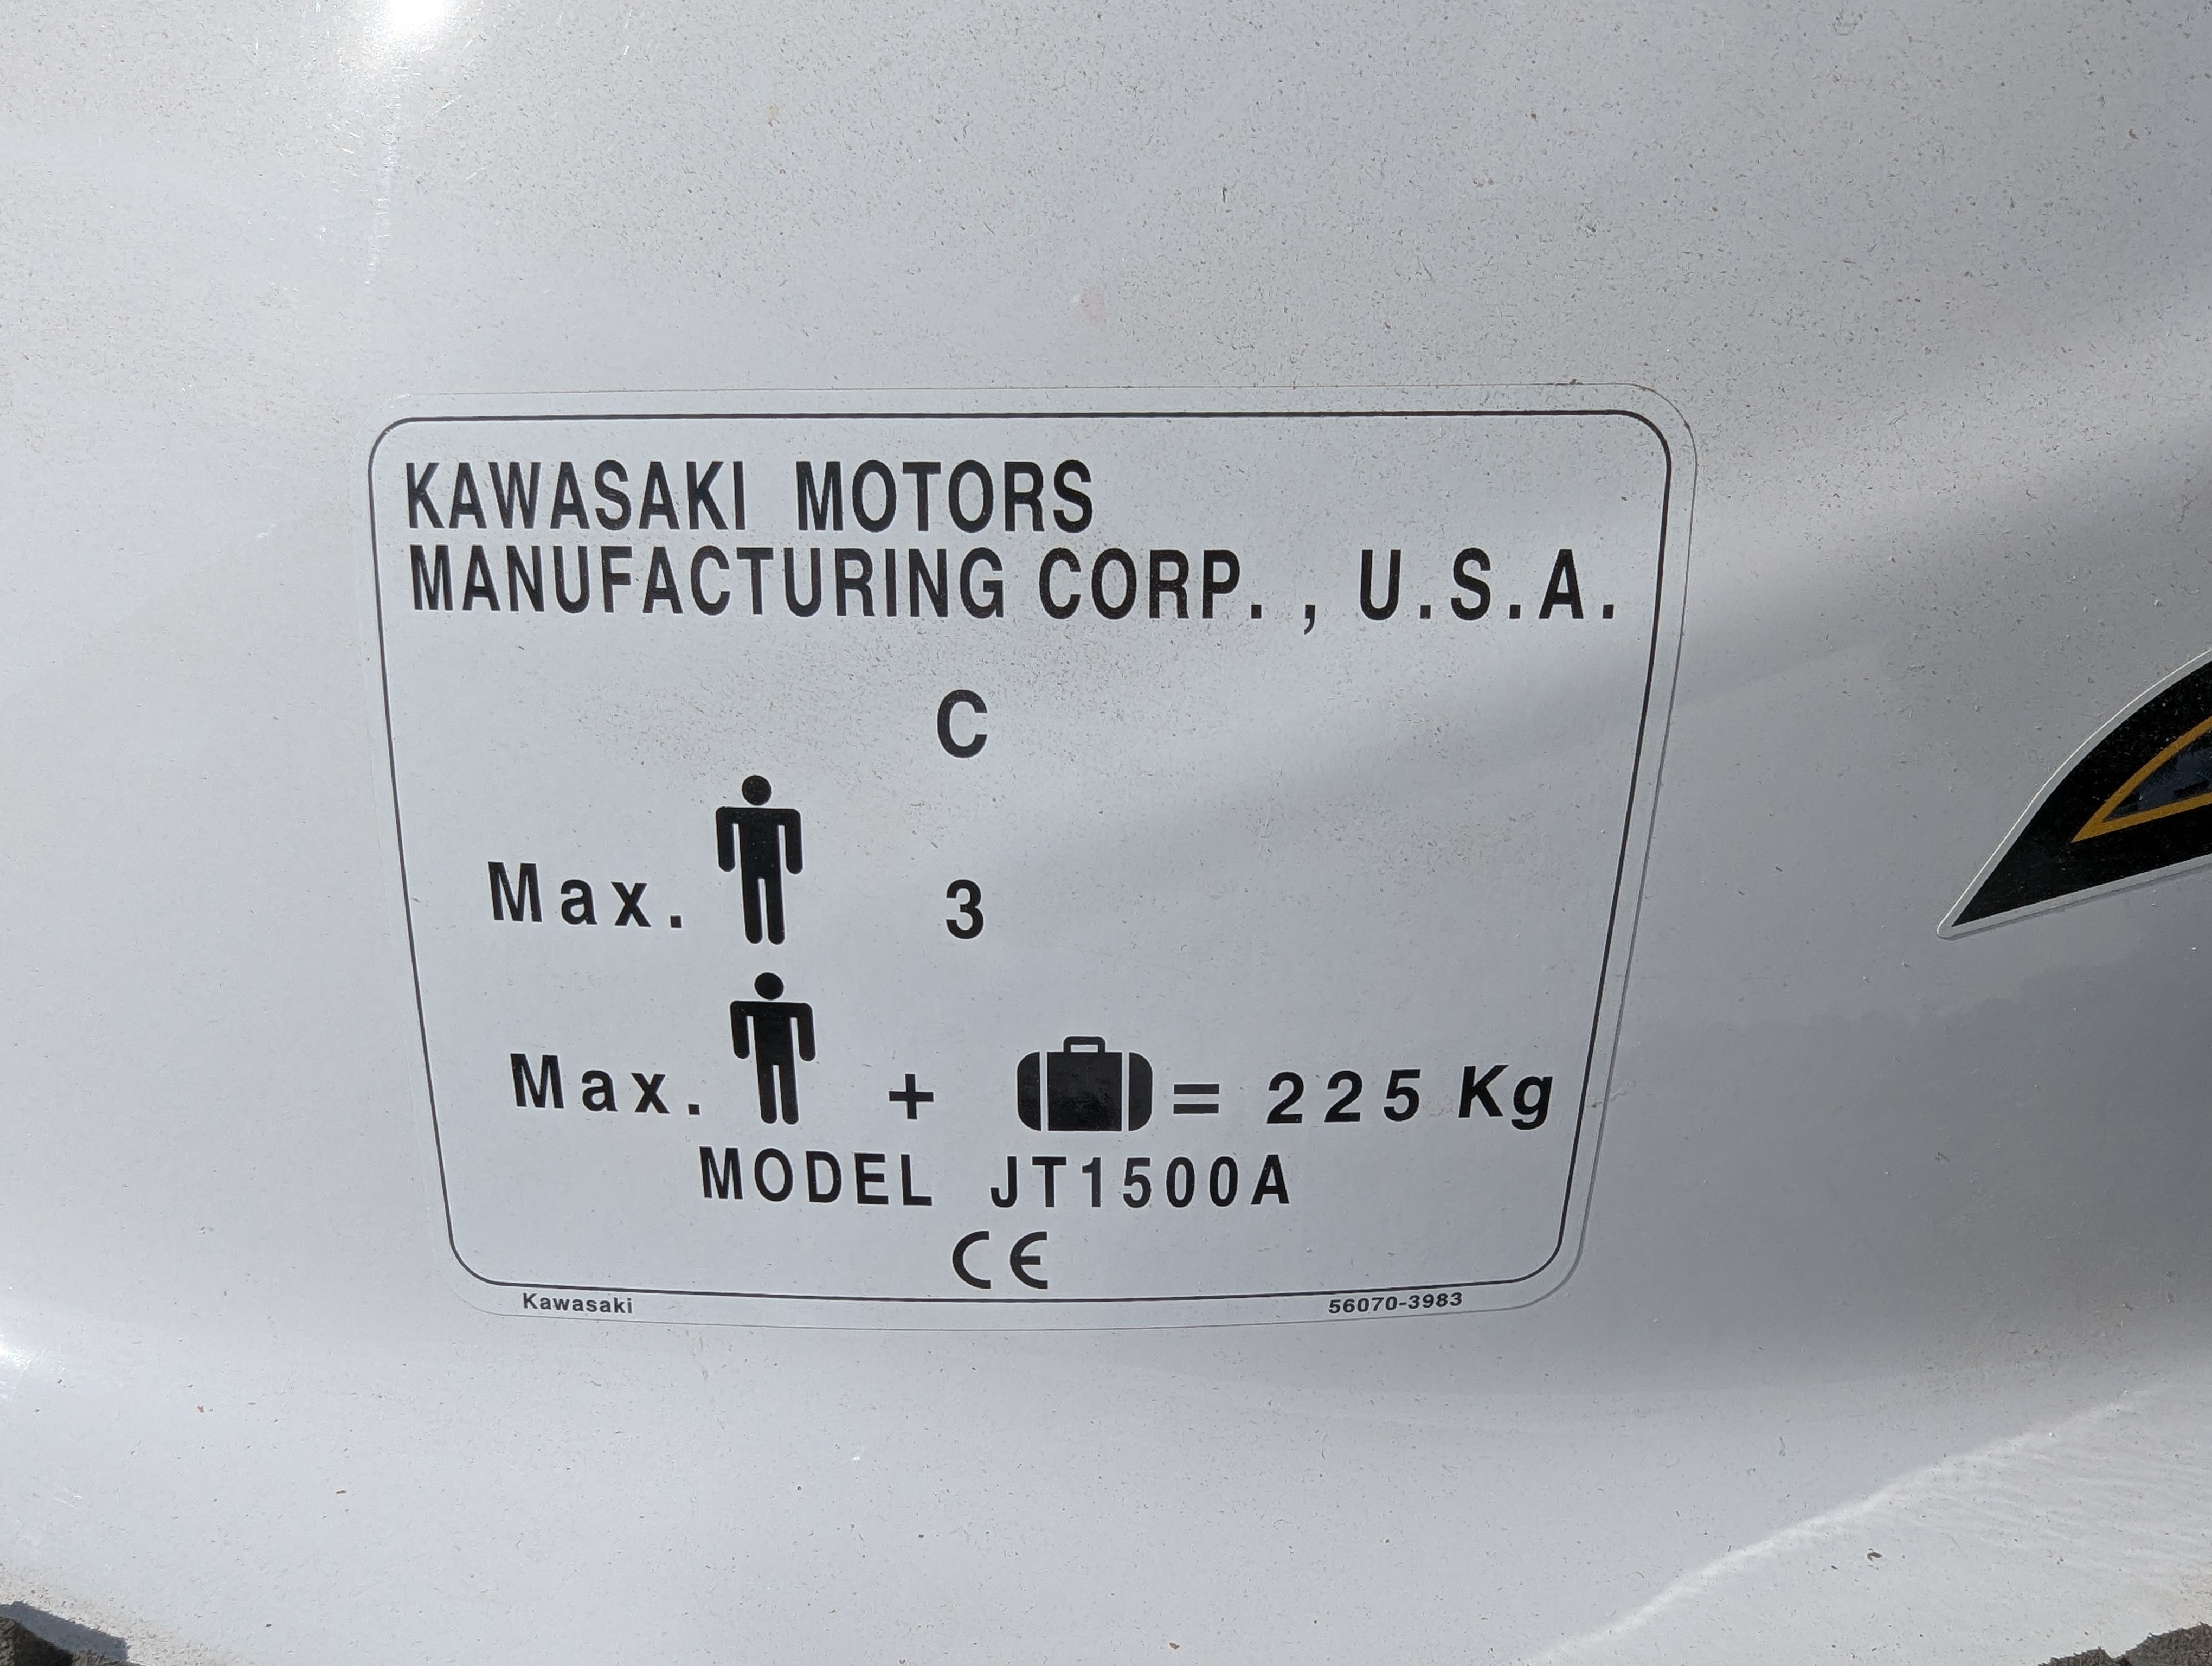 KAWASAKI MOTORS
MANUFACTURING CORP., U.S.A.
C
Max. 3
Max. + = 225 Kg
MODEL JT1500A
CE
Kawasaki 56070-3983